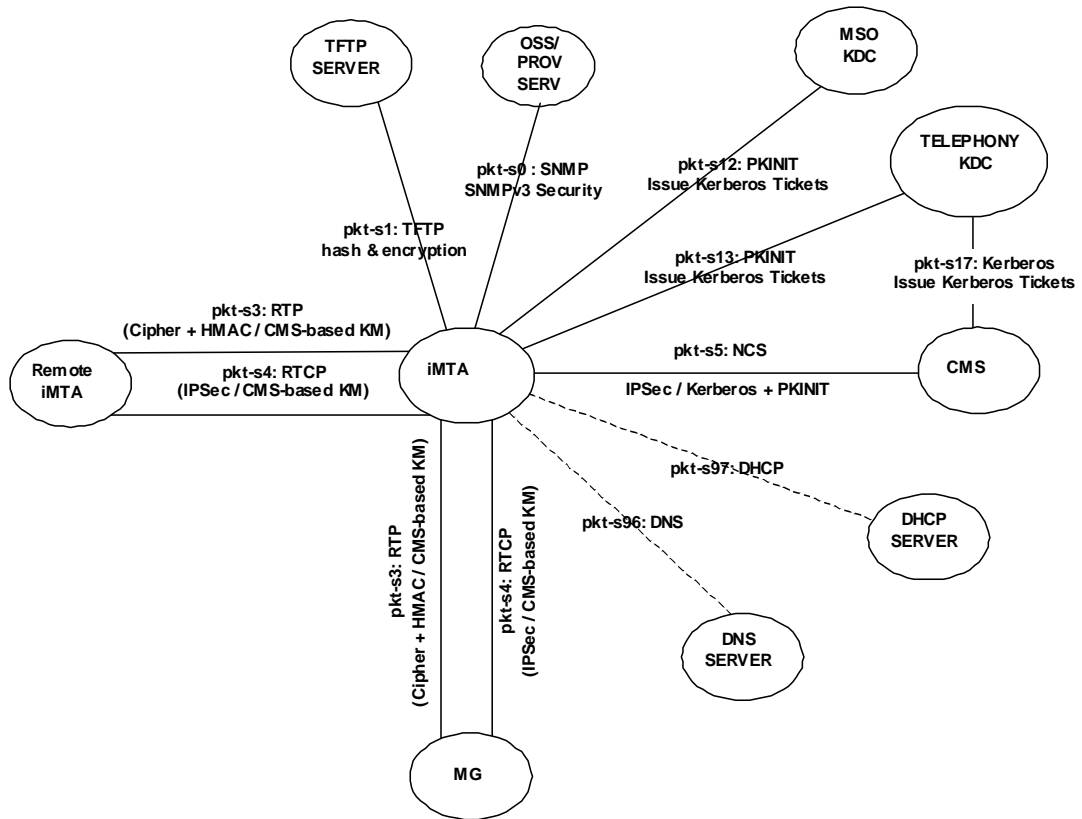 TFTP
SERVER
OSS/
PROV
SERV
MSO
KDC
TELEPHONY
KDC
pkt-s12: PKINIT
Issue Kerberos Tickets
pkt-s0 : SNMP
SNMPv3 Security
pkt-s1: TFTP
hash & encryption
pkt-s13: PKINIT
Issue Kerberos Tickets
pkt-s17: Kerberos
Issue Kerberos Tickets
pkt-s3: RTP
(Cipher + HMAC / CMS-based KM)
Remote
iMTA
pkt-s4: RTCP
(IPSec / CMS-based KM)
iMTA
pkt-s5: NCS
IPSec / Kerberos + PKINIT
CMS
pkt-s97: DHCP
DHCP
SERVER
pkt-s96: DNS
DNS
SERVER
pkt-s3: RTP
(Cipher + HMAC / CMS-based KM)
pkt-s4: RTCP
(IPSec / CMS-based KM)
MG